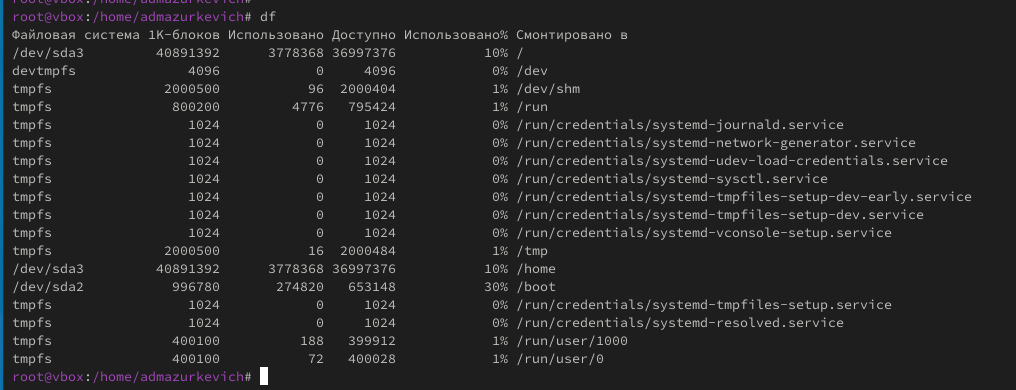 root@vbox:/home/admazurkevich# df
Файловая система 1K-блоков Использовано Доступно Использовано% Смонтировано в
/dev/sda3 40891392 3778368 36997376 10% /
devtmpfs 4096 0 4096 0% /dev
tmpfs 2000500 96 2000404 1% /dev/shm
tmpfs 800200 4776 795424 1% /run
tmpfs 1024 0 1024 0% /run/credentials/systemd-journald.service
tmpfs 1024 0 1024 0% /run/credentials/systemd-network-generator.service
tmpfs 1024 0 1024 0% /run/credentials/systemd-udev-load-credentials.service
tmpfs 1024 0 1024 0% /run/credentials/systemd-sysctl.service
tmpfs 1024 0 1024 0% /run/credentials/systemd-tmpfiles-setup-dev-early.service
tmpfs 1024 0 1024 0% /run/credentials/systemd-tmpfiles-setup-dev.service
tmpfs 1024 0 1024 0% /run/credentials/systemd-vconsole-setup.service
tmpfs 2000500 16 2000484 1% /tmp
/dev/sda3 40891392 3778368 36997376 10% /home
/dev/sda2 996780 274820 653148 30% /boot
tmpfs 1024 0 1024 0% /run/credentials/systemd-tmpfiles-setup.service
tmpfs 1024 0 1024 0% /run/credentials/systemd-resolved.service
tmpfs 400100 188 399912 1% /run/user/1000
tmpfs 400100 72 400028 1% /run/user/0
root@vbox:/home/admazurkevich#